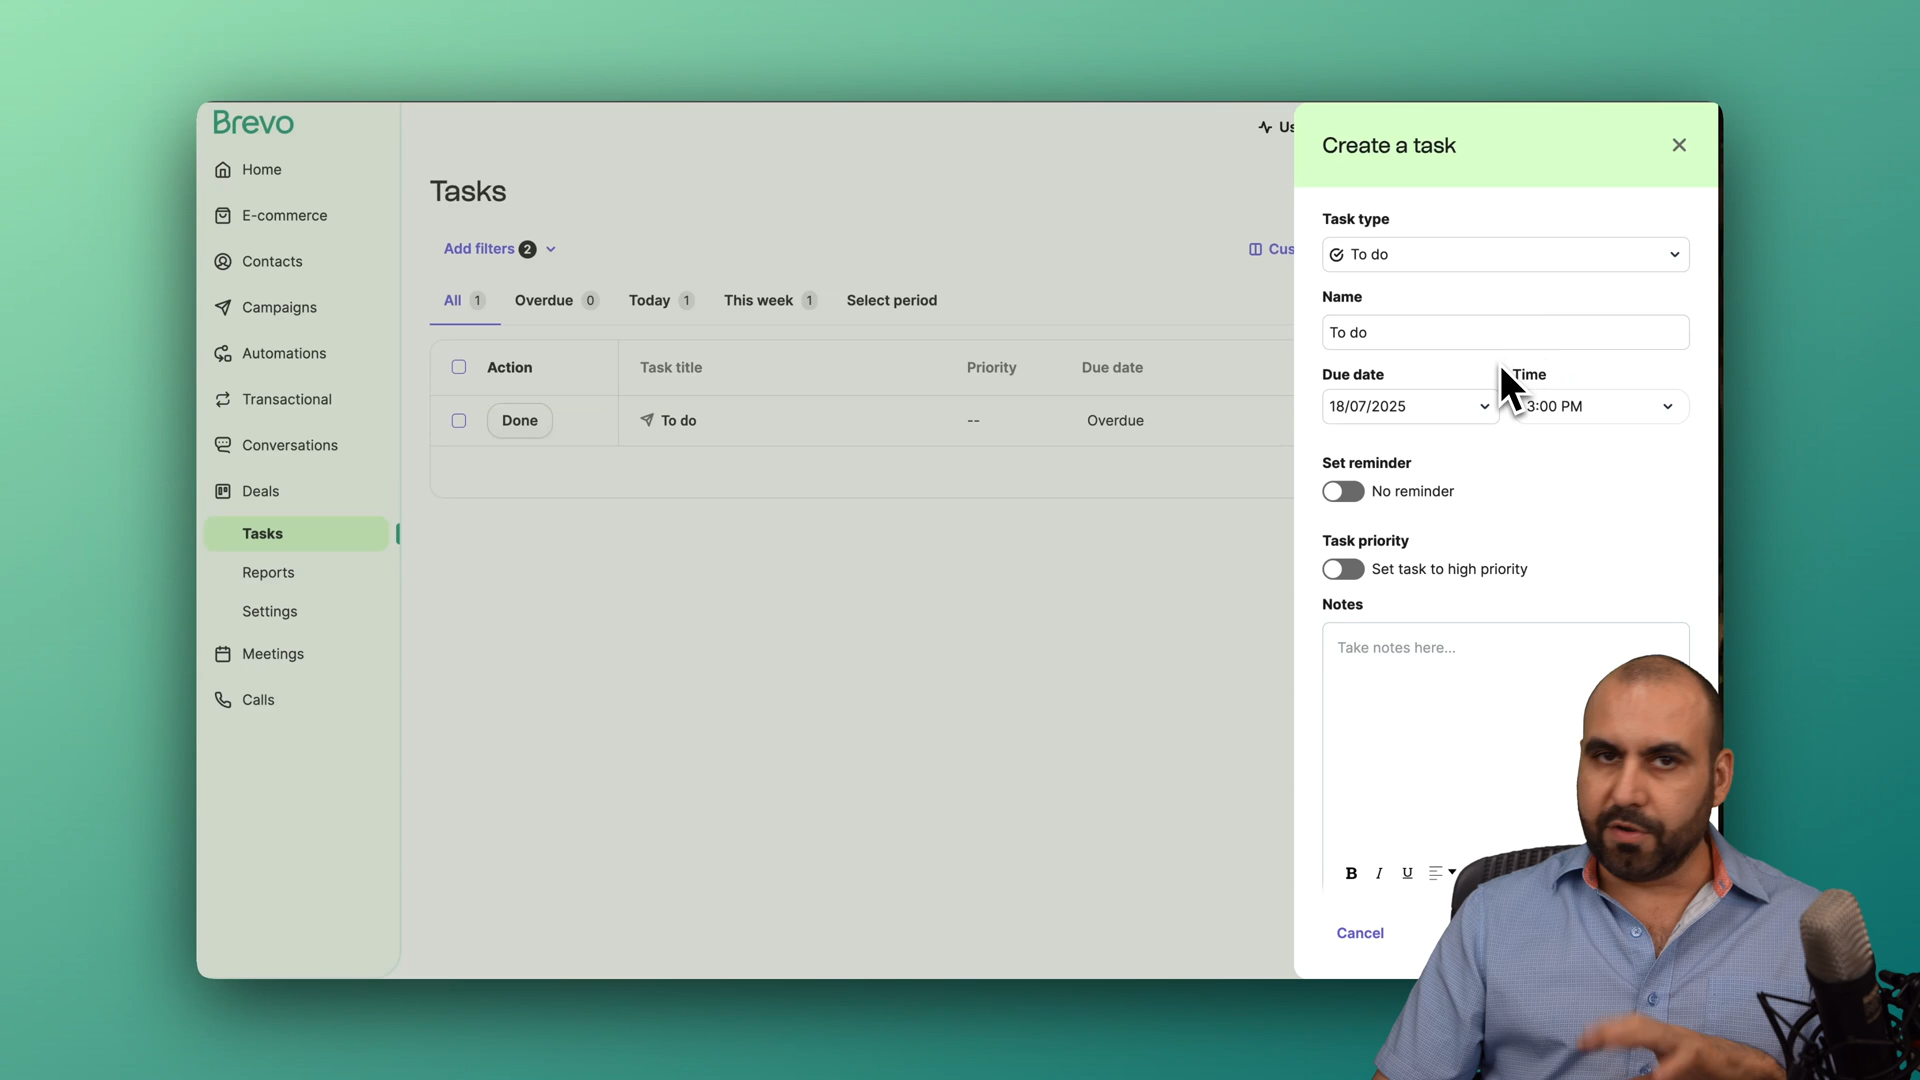 Brevo
Home
E-commerce
Contacts
Campaigns
Automations
Transactional
Conversations
Deals
Tasks
Reports
Settings
Meetings
Calls
Tasks
Add filters 2
All 1 Overdue 0 Today 1 This week 1 Select period
Action Task title Priority Due date
Done To do -- Overdue
Create a task
Task type
To do
Name
To do
Due date Time
18/07/2025 3:00 PM
Set reminder
No reminder
Task priority
Set task to high priority
Notes
Take notes here...
B I U
Cancel